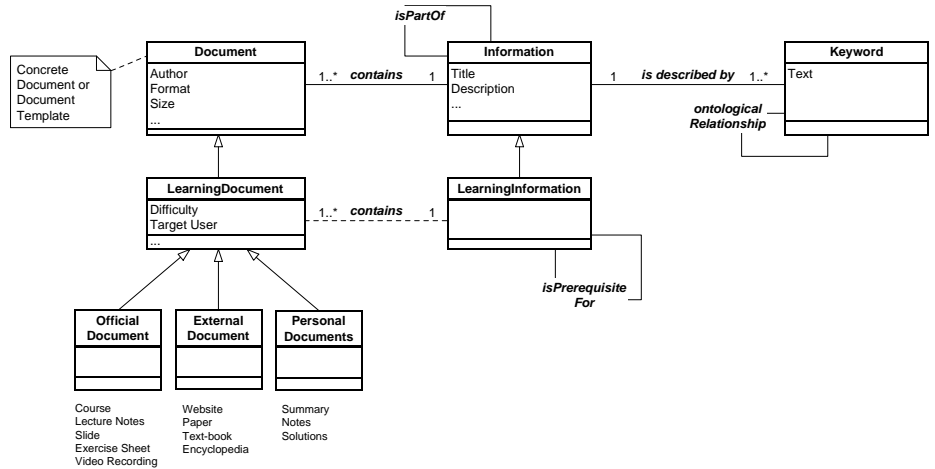 isPartOf
Document
Information
Keyword
Concrete
Document or
Document
Template
Author
Format
Size
...
1..* contains 1
Title
Description
...
1 is described by 1..*
Text
ontological
Relationship
LearningDocument
LearningInformation
Difficulty
Target User
...
1..* contains 1
isPrerequisite
For
Official
Document
External
Document
Personal
Documents
Course
Lecture Notes
Slide
Exercise Sheet
Video Recording
Website
Paper
Text-book
Encyclopedia
Summary
Notes
Solutions